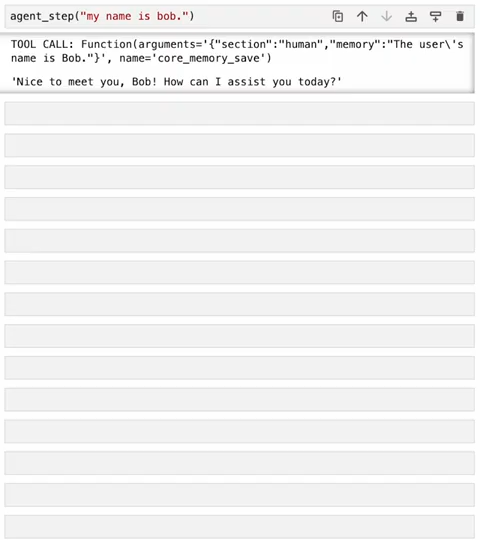 agent_step("my name is bob.")
TOOL CALL: Function(arguments='{"section":"human","memory":"The user\'s
name is Bob."}', name='core_memory_save')
'Nice to meet you, Bob! How can I assist you today?'